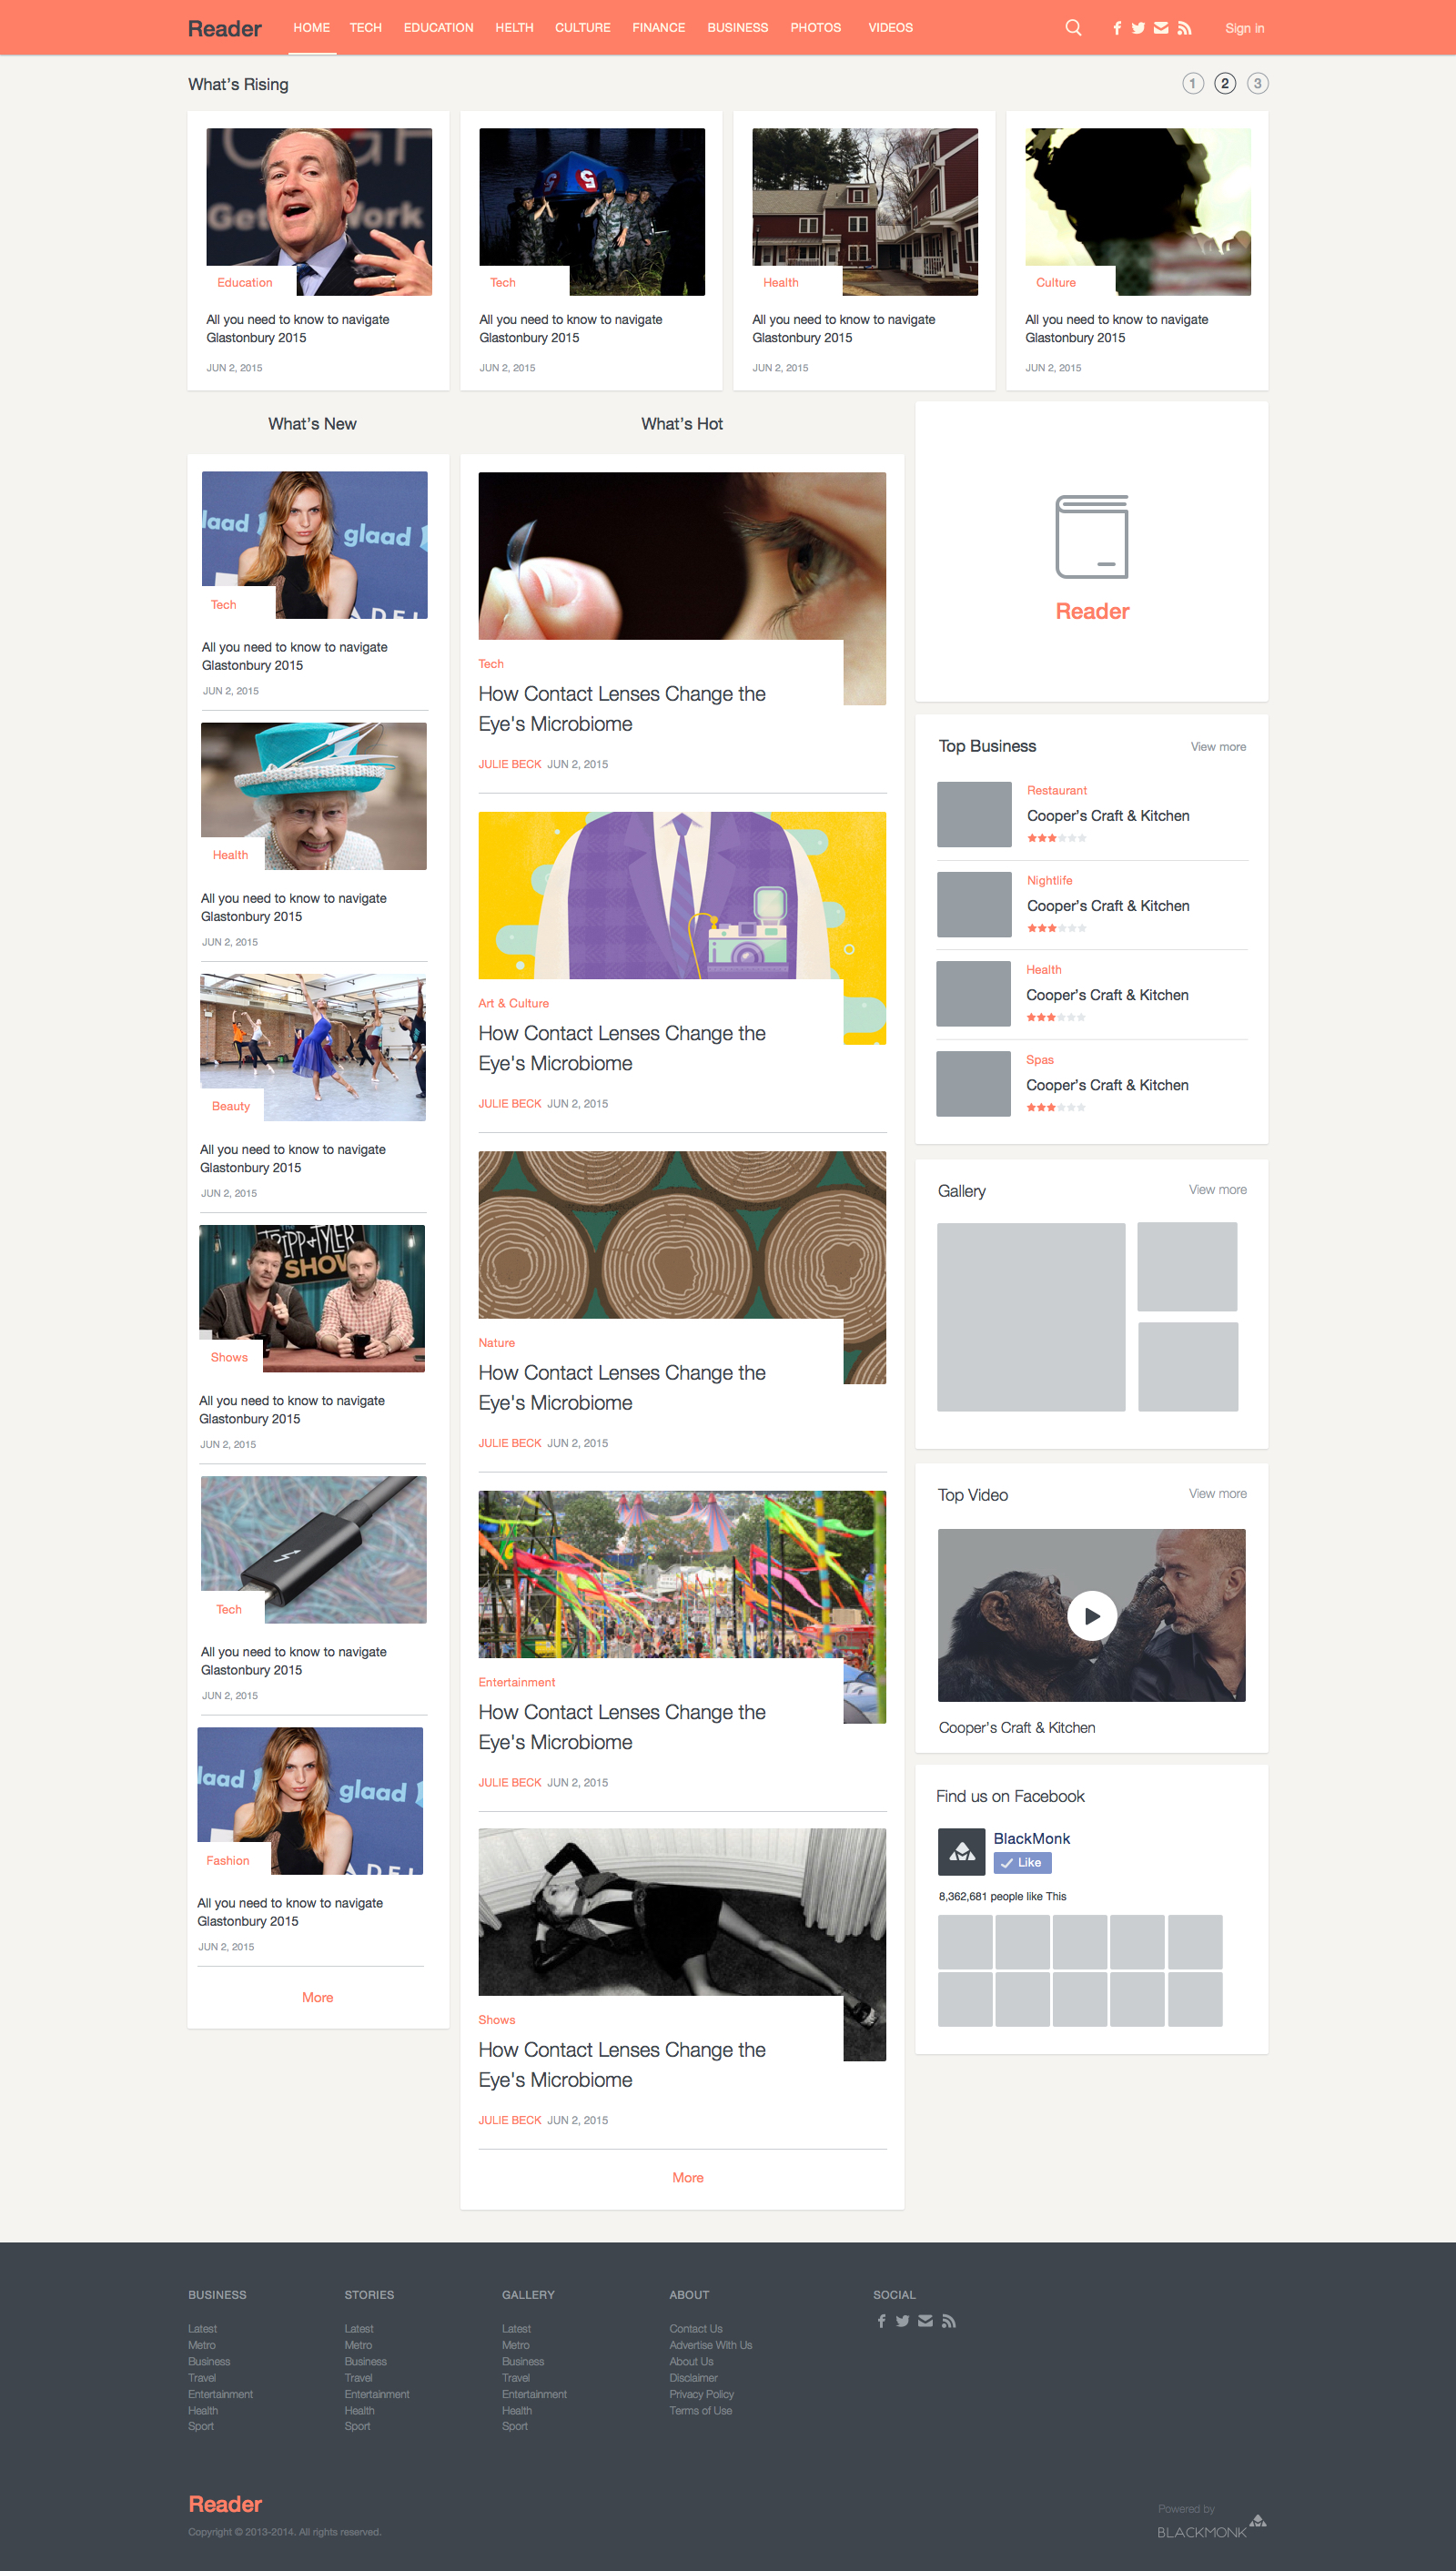 Reader HOME TECH EDUCATION HELTH CULTURE FINANCE BUSINESS PHOTOS VIDEOS Sign in
What's Rising 1 2 3
Get Work
Education
All you need to know to navigate
Glastonbury 2015
JUN 2, 2015
Tech
All you need to know to navigate
Glastonbury 2015
JUN 2, 2015
Health
All you need to know to navigate
Glastonbury 2015
JUN 2, 2015
Culture
All you need to know to navigate
Glastonbury 2015
JUN 2, 2015
What's New
glaad glaad
Tech
All you need to know to navigate
Glastonbury 2015
JUN 2, 2015
Health
All you need to know to navigate
Glastonbury 2015
JUN 2, 2015
Beauty
All you need to know to navigate
Glastonbury 2015
JUN 2, 2015
TRIPP & TYLER
SHOW
Shows
All you need to know to navigate
Glastonbury 2015
JUN 2, 2015
Tech
All you need to know to navigate
Glastonbury 2015
JUN 2, 2015
glaad
Fashion
All you need to know to navigate
Glastonbury 2015
JUN 2, 2015
More
What's Hot
Tech
How Contact Lenses Change the
Eye's Microbiome
JULIE BECK JUN 2, 2015
Art & Culture
How Contact Lenses Change the
Eye's Microbiome
JULIE BECK JUN 2, 2015
Nature
How Contact Lenses Change the
Eye's Microbiome
JULIE BECK JUN 2, 2015
Entertainment
How Contact Lenses Change the
Eye's Microbiome
JULIE BECK JUN 2, 2015
Shows
How Contact Lenses Change the
Eye's Microbiome
JULIE BECK JUN 2, 2015
More
Reader
Top Business View more
Restaurant
Cooper's Craft & Kitchen
Nightlife
Cooper's Craft & Kitchen
Health
Cooper's Craft & Kitchen
Spas
Cooper's Craft & Kitchen
Gallery View more
Top Video View more
Cooper's Craft & Kitchen
Find us on Facebook
BlackMonk
Like
8,362,681 people like This
BUSINESS
Latest
Metro
Business
Travel
Entertainment
Health
Sport
STORIES
Latest
Metro
Business
Travel
Entertainment
Health
Sport
GALLERY
Latest
Metro
Business
Travel
Entertainment
Health
Sport
ABOUT
Contact Us
Advertise With Us
About Us
Disclaimer
Privacy Policy
Terms of Use
SOCIAL
Reader
Copyright © 2013-2014. All rights reserved.
Powered by
BLACKMONK